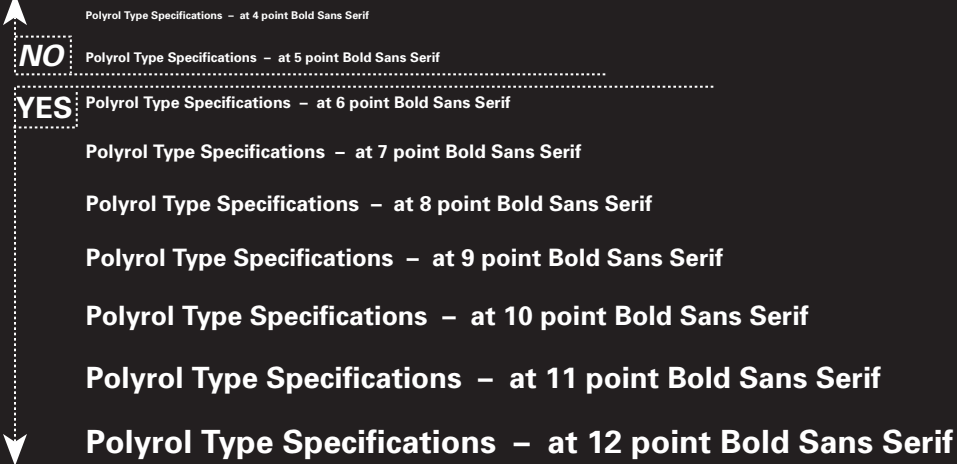 Polyrol Type Specifications – at 4 point Bold Sans Serif
NO
Polyrol Type Specifications – at 5 point Bold Sans Serif
YES
Polyrol Type Specifications – at 6 point Bold Sans Serif
Polyrol Type Specifications – at 7 point Bold Sans Serif
Polyrol Type Specifications – at 8 point Bold Sans Serif
Polyrol Type Specifications – at 9 point Bold Sans Serif
Polyrol Type Specifications – at 10 point Bold Sans Serif
Polyrol Type Specifications – at 11 point Bold Sans Serif
Polyrol Type Specifications – at 12 point Bold Sans Serif